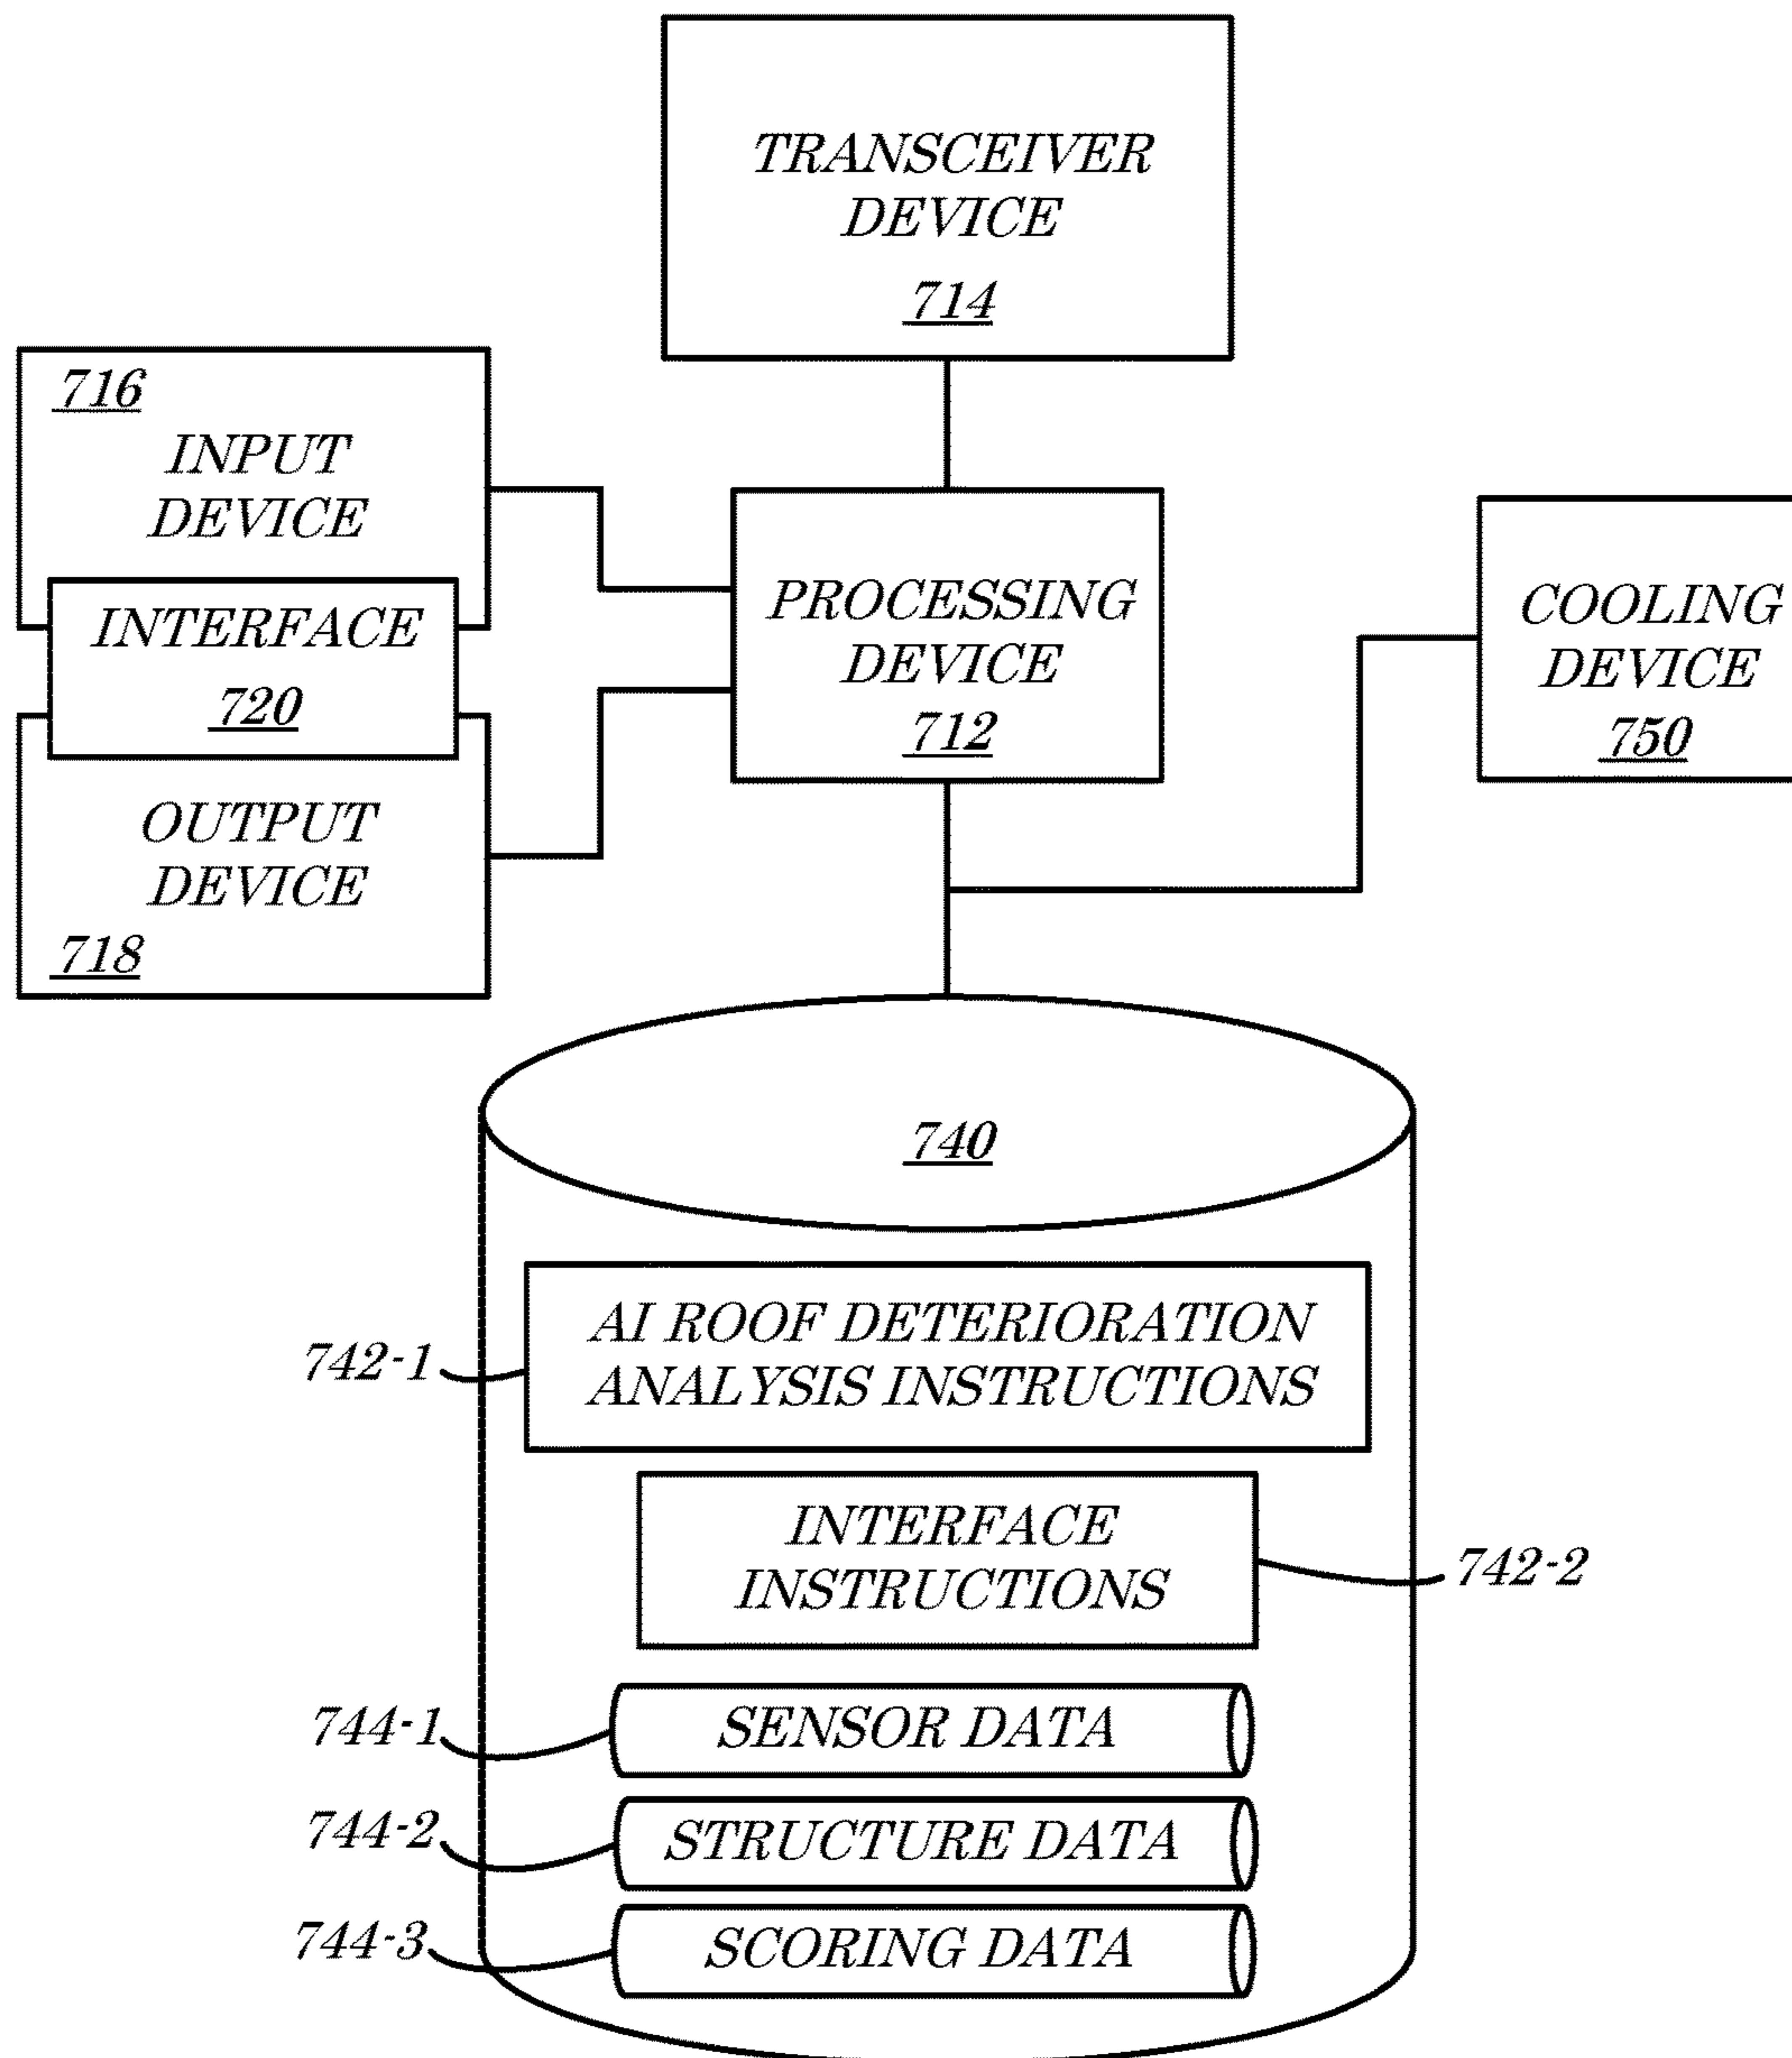 TRANSCEIVER
DEVICE
714
716
INPUT
DEVICE
INTERFACE
720
OUTPUT
DEVICE
718
PROCESSING
DEVICE
712
COOLING
DEVICE
750
740
AI ROOF DETERIORATION
ANALYSIS INSTRUCTIONS
742-1
INTERFACE
INSTRUCTIONS
742-2
744-1
SENSOR DATA
744-2
STRUCTURE DATA
744-3
SCORING DATA